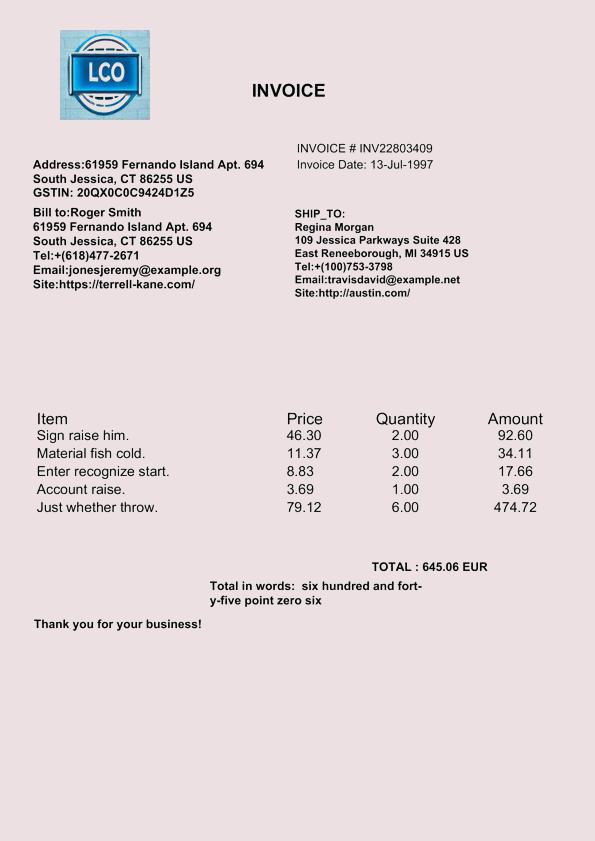 LCO
INVOICE
INVOICE # INV22803409
Invoice Date: 13-Jul-1997
Address:61959 Fernando Island Apt. 694
South Jessica, CT 86255 US
GSTIN: 20QX0C0C9424D1Z5
Bill to:Roger Smith
61959 Fernando Island Apt. 694
South Jessica, CT 86255 US
Tel:+(618)477-2671
Email:jonesjeremy@example.org
Site:https://terrell-kane.com/
SHIP_TO:
Regina Morgan
109 Jessica Parkways Suite 428
East Reneeborough, MI 34915 US
Tel:+(100)753-3798
Email:travisdavid@example.net
Site:http://austin.com/
Item Price Quantity Amount
Sign raise him. 46.30 2.00 92.60
Material fish cold. 11.37 3.00 34.11
Enter recognize start. 8.83 2.00 17.66
Account raise. 3.69 1.00 3.69
Just whether throw. 79.12 6.00 474.72
TOTAL : 645.06 EUR
Total in words: six hundred and fort-
y-five point zero six
Thank you for your business!